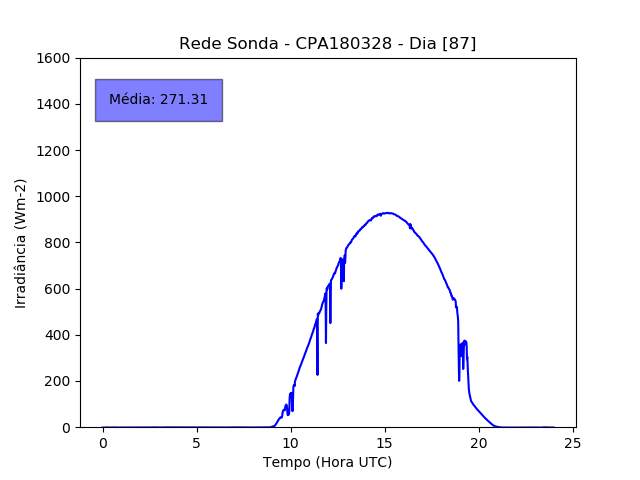 Rede Sonda - CPA180328 - Dia [87]
1600
1400
1200
1000
800
600
400
200
0
Irradiância (Wm-2)
Média: 271.31
0 5 10 15 20 25
Tempo (Hora UTC)